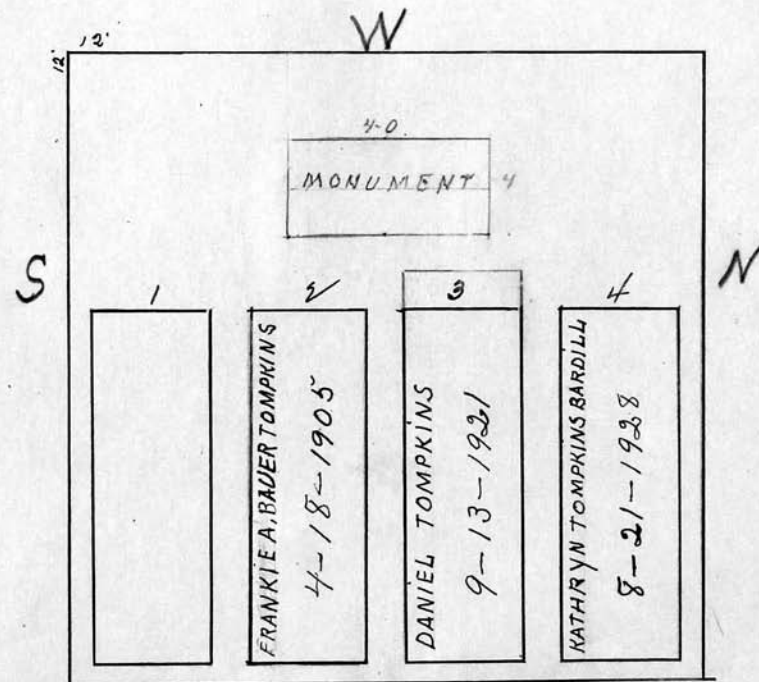 W
12'
12'
4-0
MONUMENT 4
S
N
1
2
3
4
FRANKIE A. BAUER TOMPKINS
4-18-1905
DANIEL TOMPKINS
9-13-1921
KATHRYN TOMPKINS BARDILL
8-21-1928